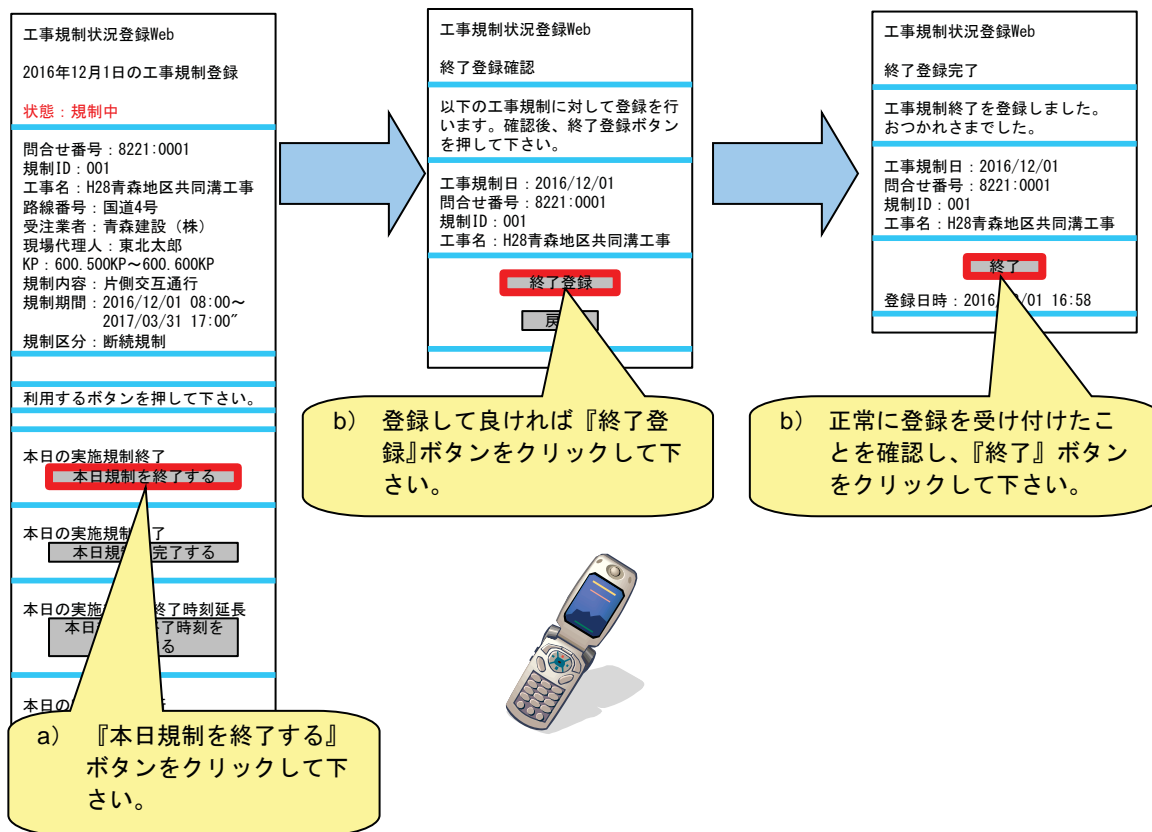 工事規制状況登録Web
2016年12月1日の工事規制登録
状態：規制中
問合せ番号：8221:0001
規制ID：001
工事名：H28青森地区共同溝工事
路線番号：国道4号
受注業者：青森建設（株）
現場代理人：東北太郎
KP：600.500KP～600.600KP
規制内容：片側交互通行
規制期間：2016/12/01 08:00～
2017/03/31 17:00″
規制区分：断続規制
利用するボタンを押して下さい。
本日の実施規制終了
本日規制を終了する
本日の実施規制 了
本日規 完了する
本日の実施 終了時刻延長
本日 了時刻を
る
本日の
a） 『本日規制を終了する』
ボタンをクリックして下
さい。
工事規制状況登録Web
終了登録確認
以下の工事規制に対して登録を行
います。確認後、終了登録ボタン
を押して下さい。
工事規制日：2016/12/01
問合せ番号：8221:0001
規制ID：001
工事名：H28青森地区共同溝工事
終了登録
戻
b） 登録して良ければ『終了登
録』ボタンをクリックして下
さい。
工事規制状況登録Web
終了登録完了
工事規制終了を登録しました。
おつかれさまでした。
工事規制日：2016/12/01
問合せ番号：8221:0001
規制ID：001
工事名：H28青森地区共同溝工事
終了
登録日時：2016 /01 16:58
b） 正常に登録を受け付けたこ
とを確認し、『終了』ボタン
をクリックして下さい。